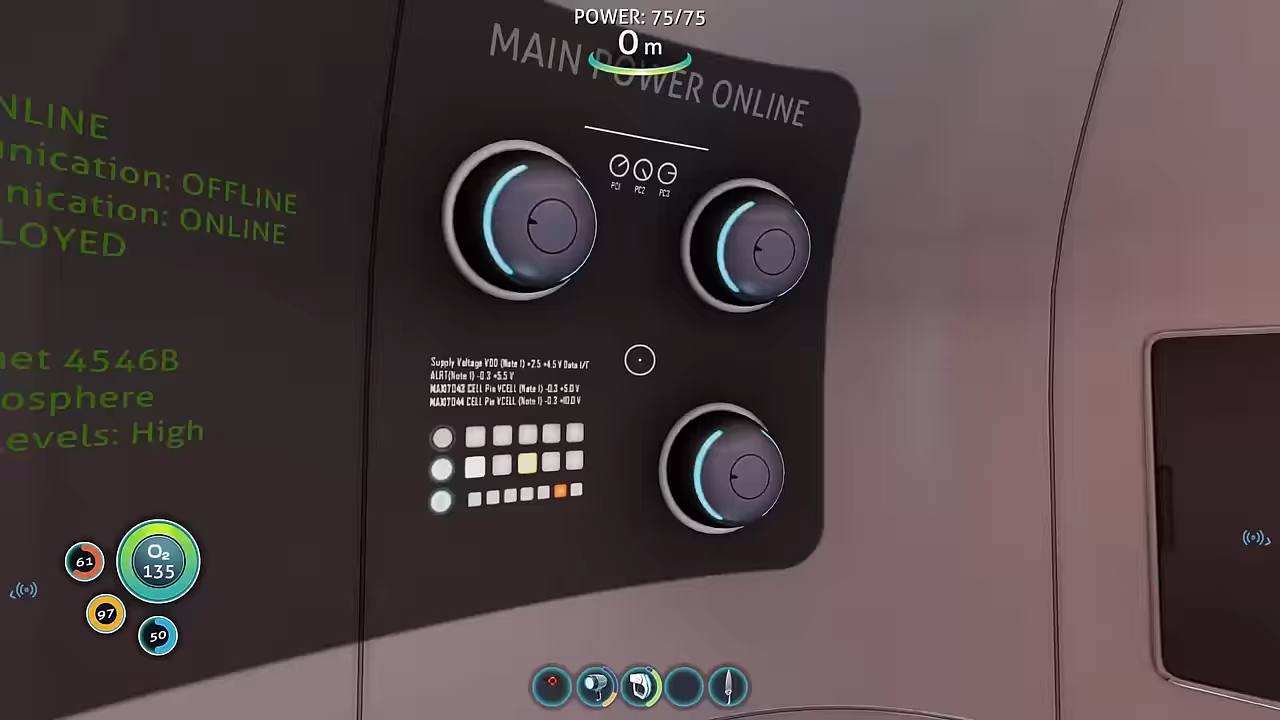 POWER: 75/75
0 m
MAIN POWER ONLINE
PC1 PC2 PC3
NLINE
nication: OFFLINE
nication: ONLINE
LOYED
Supply Voltage VDD (Note 1) +2.5 +4.5 V Data I/
ALRT(Note 1) -0.3 +5.5 V
MAX17043 CELL Pin VCELL (Note 1) -0.3 +5.0 V
MAX17044 CELL Pin VCELL (Note 1) -0.3 +10.0 V
et 4546B
osphere
evels: High
61
O₂
135
97
50